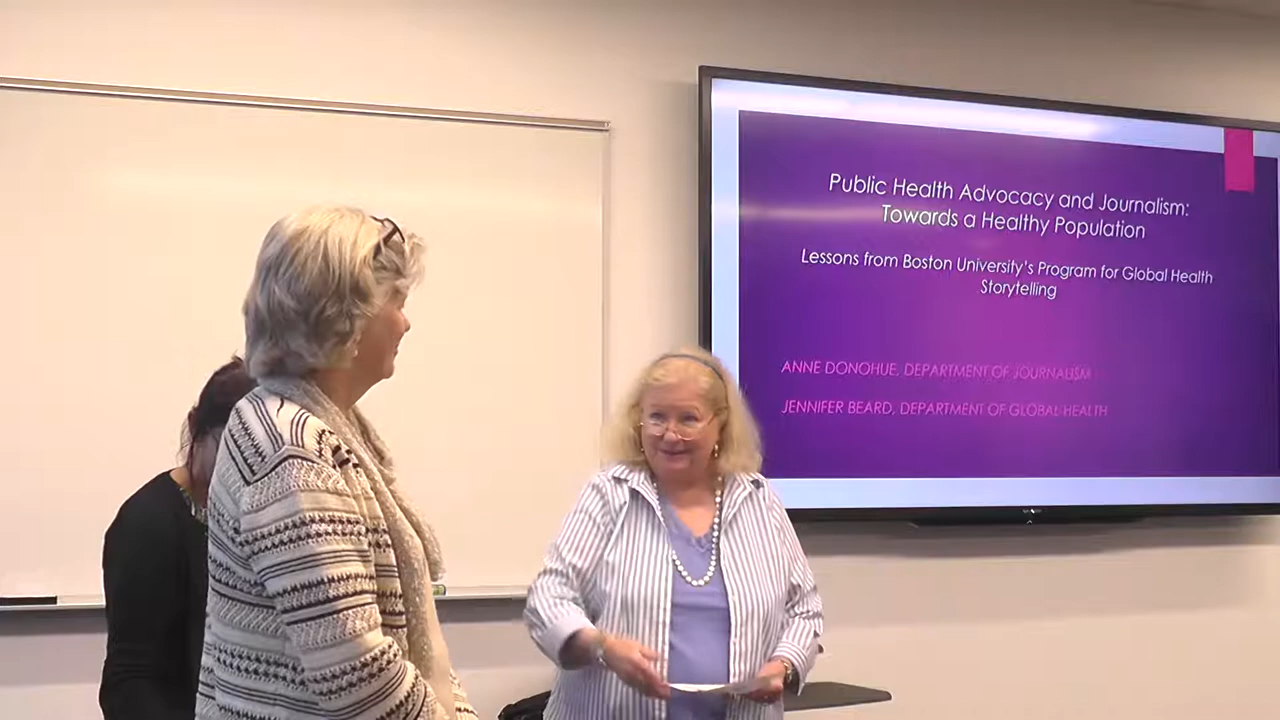 Public Health Advocacy and Journalism:
Towards a Healthy Population
Lessons from Boston University's Program for Global Health
Storytelling
ANNE DONOHUE, DEPARTMENT OF JOURNALISM
JENNIFER BEARD, DEPARTMENT OF GLOBAL HEALTH